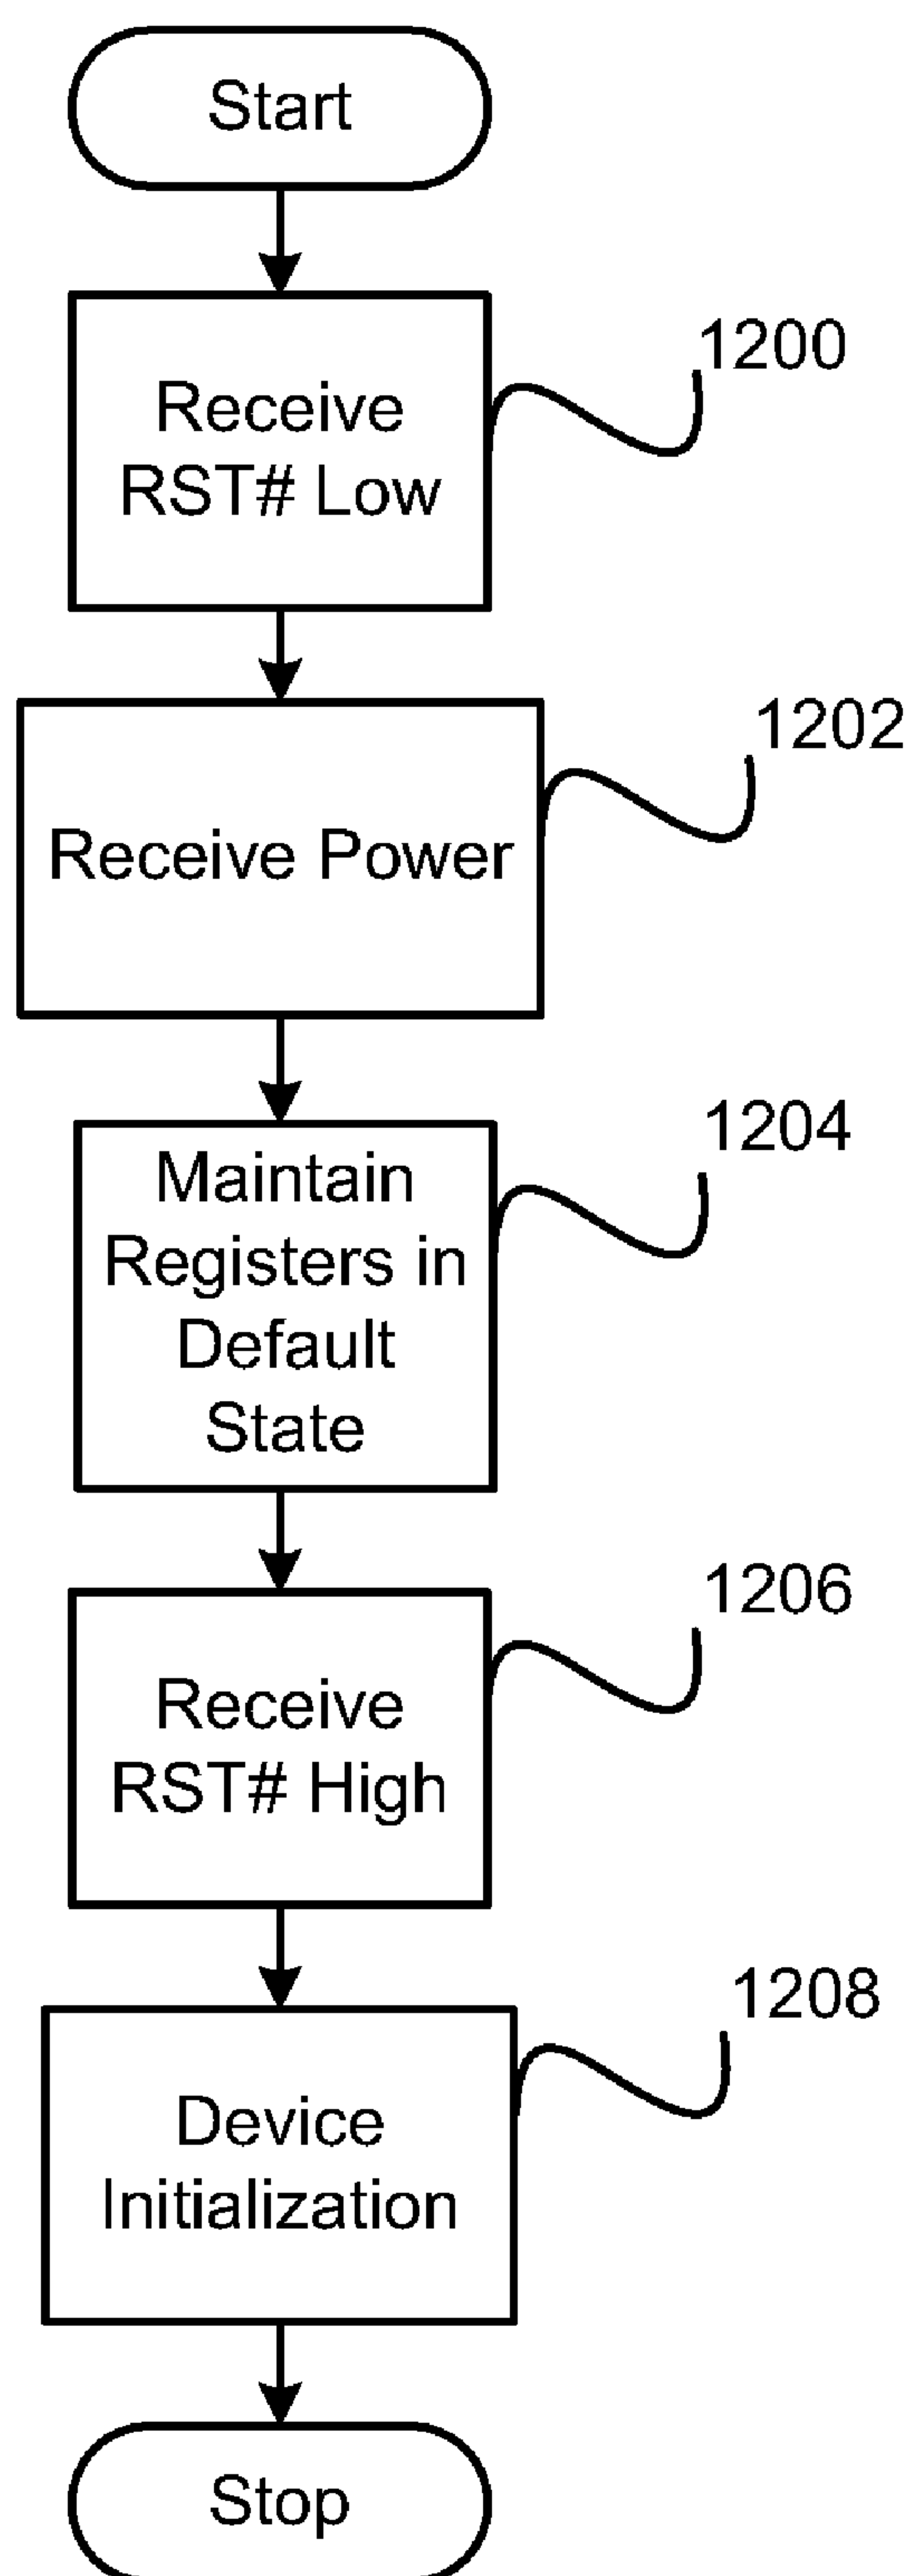 Start
Receive
RST# Low
1200
Receive Power
1202
Maintain
Registers in
Default
State
1204
Receive
RST# High
1206
Device
Initialization
1208
Stop